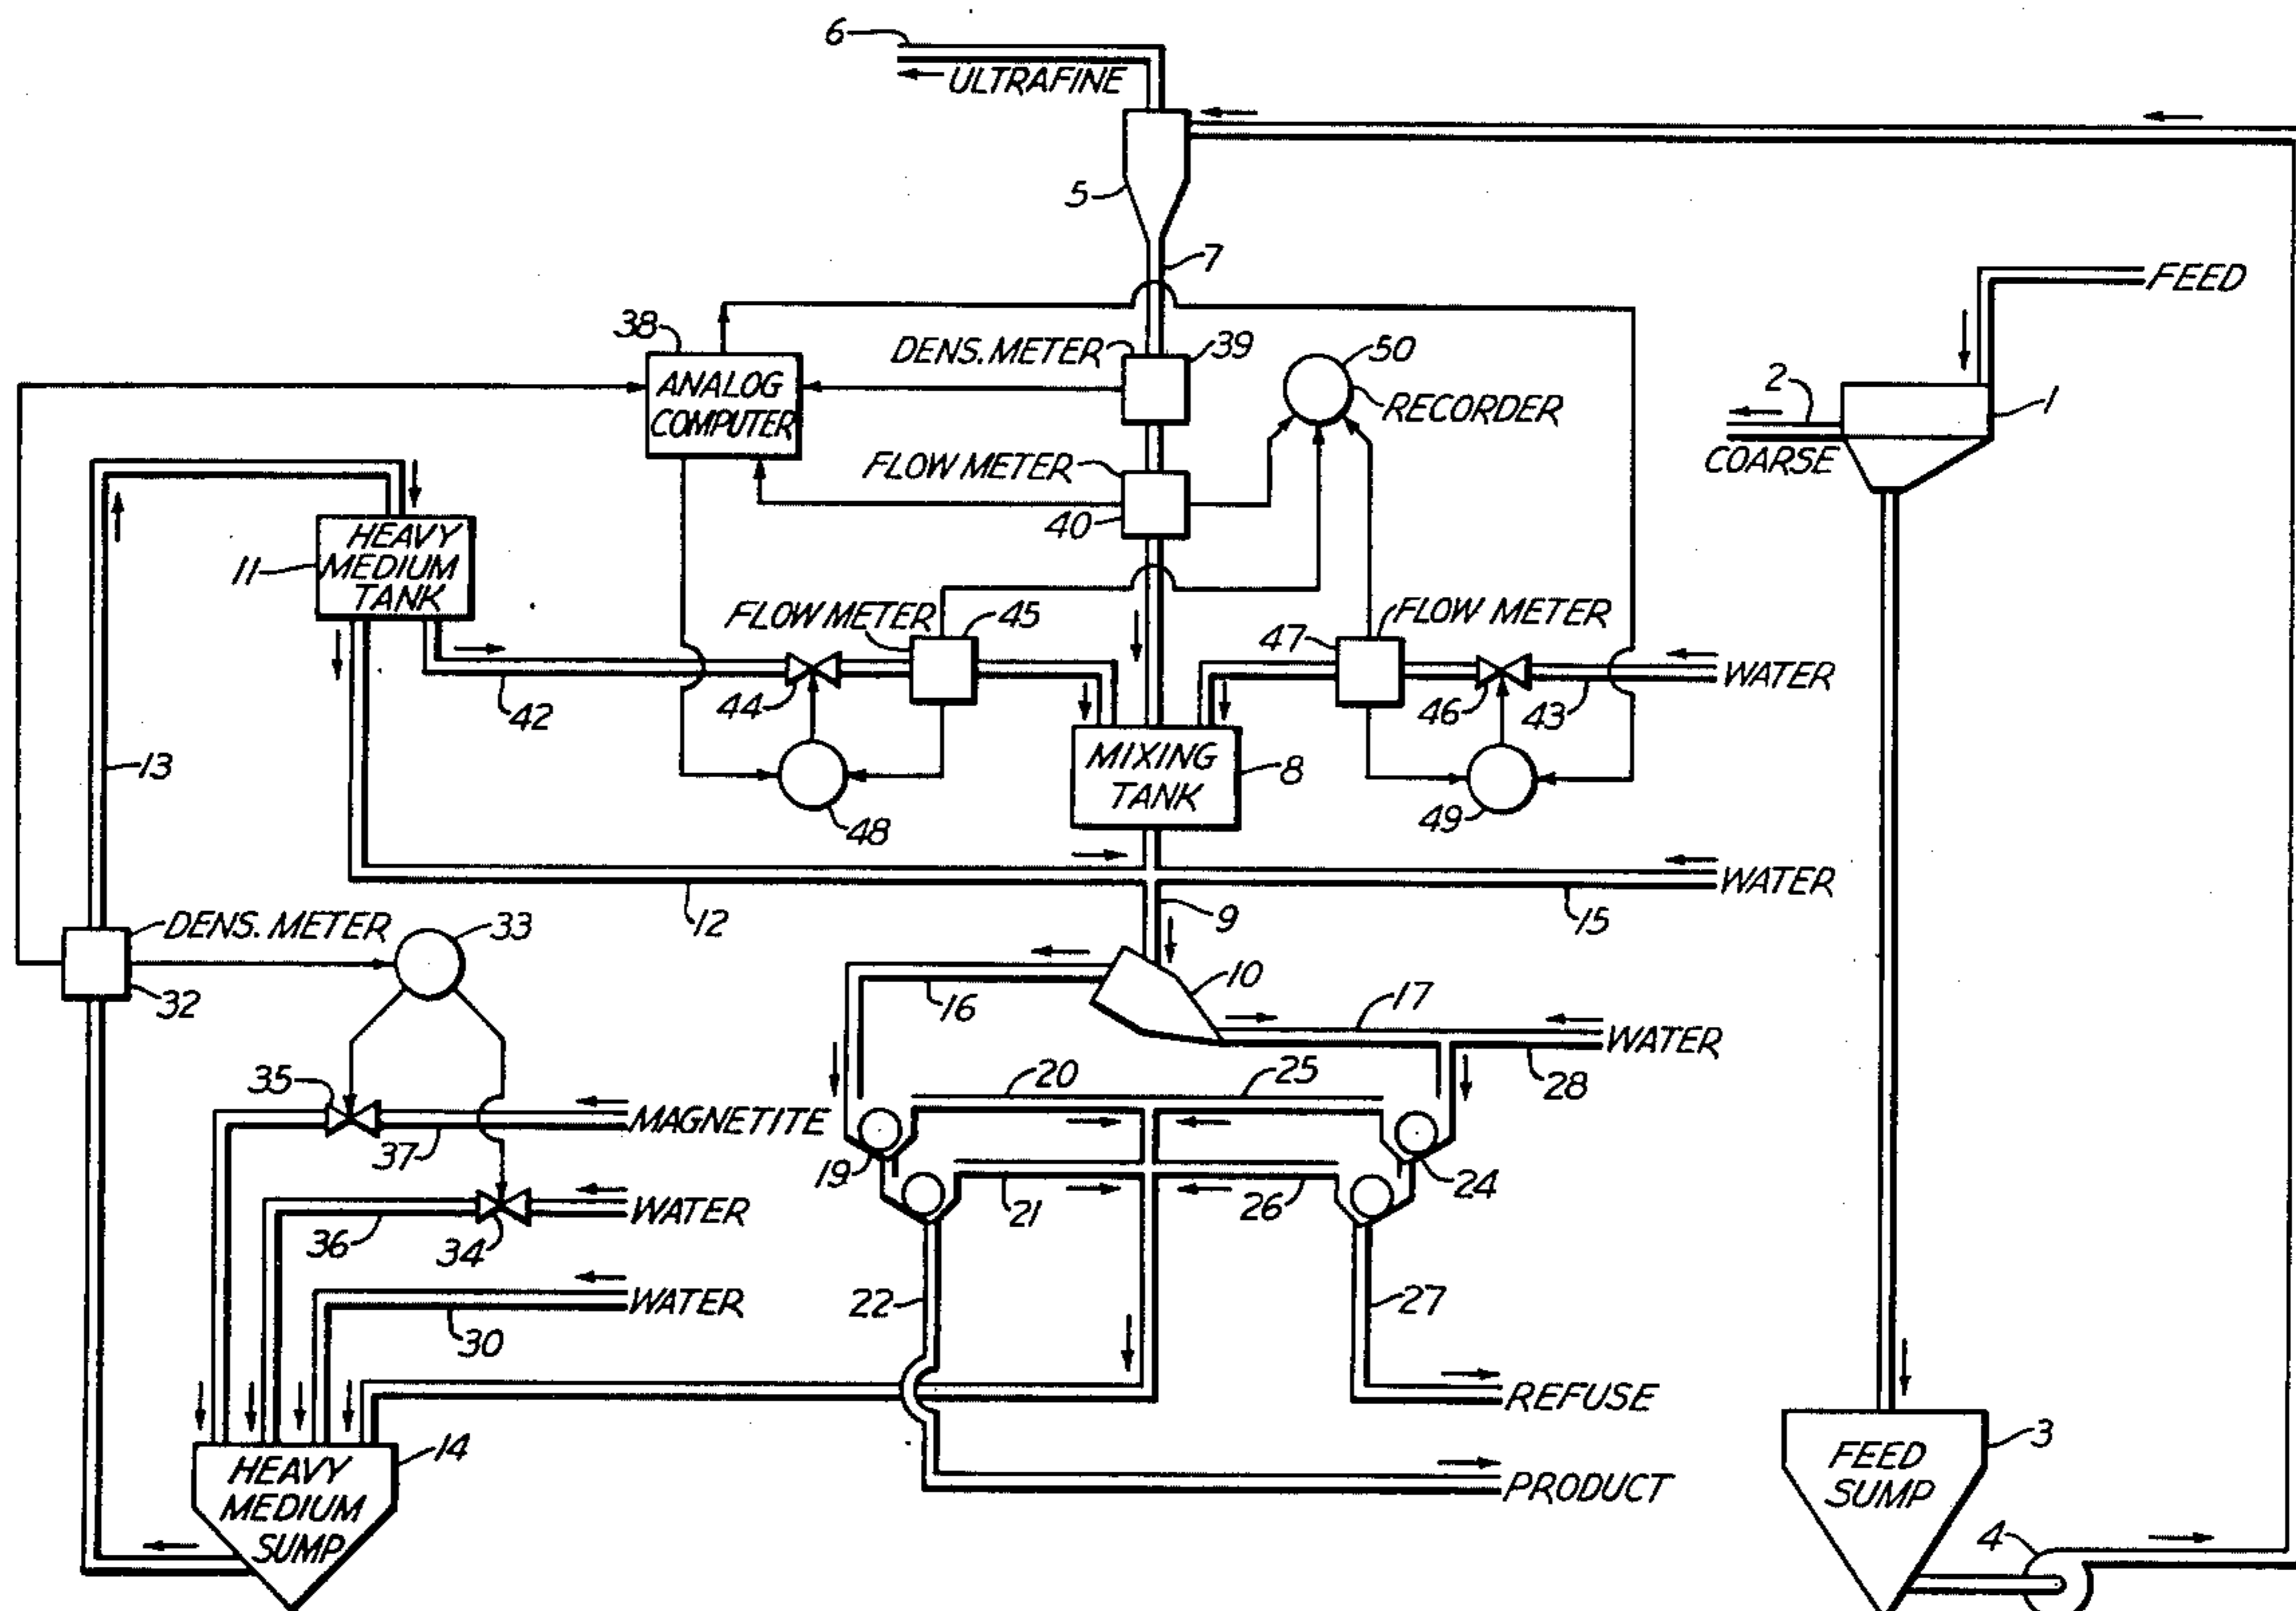 6
ULTRAFINE
5
7
FEED
38
DENS. METER
39
50
ANALOG
COMPUTER
RECORDER
2
1
COARSE
FLOW METER
40
HEAVY
MEDIUM
TANK
11
FLOW METER
45
47
FLOW METER
WATER
42
44
46
43
13
MIXING
TANK
8
48
49
WATER
12
15
DENS. METER
33
9
32
16
10
17
WATER
28
35
20
25
MAGNETITE
37
19
24
WATER
36
34
21
26
WATER
30
22
27
REFUSE
14
HEAVY
MEDIUM
SUMP
PRODUCT
3
FEED
SUMP
4